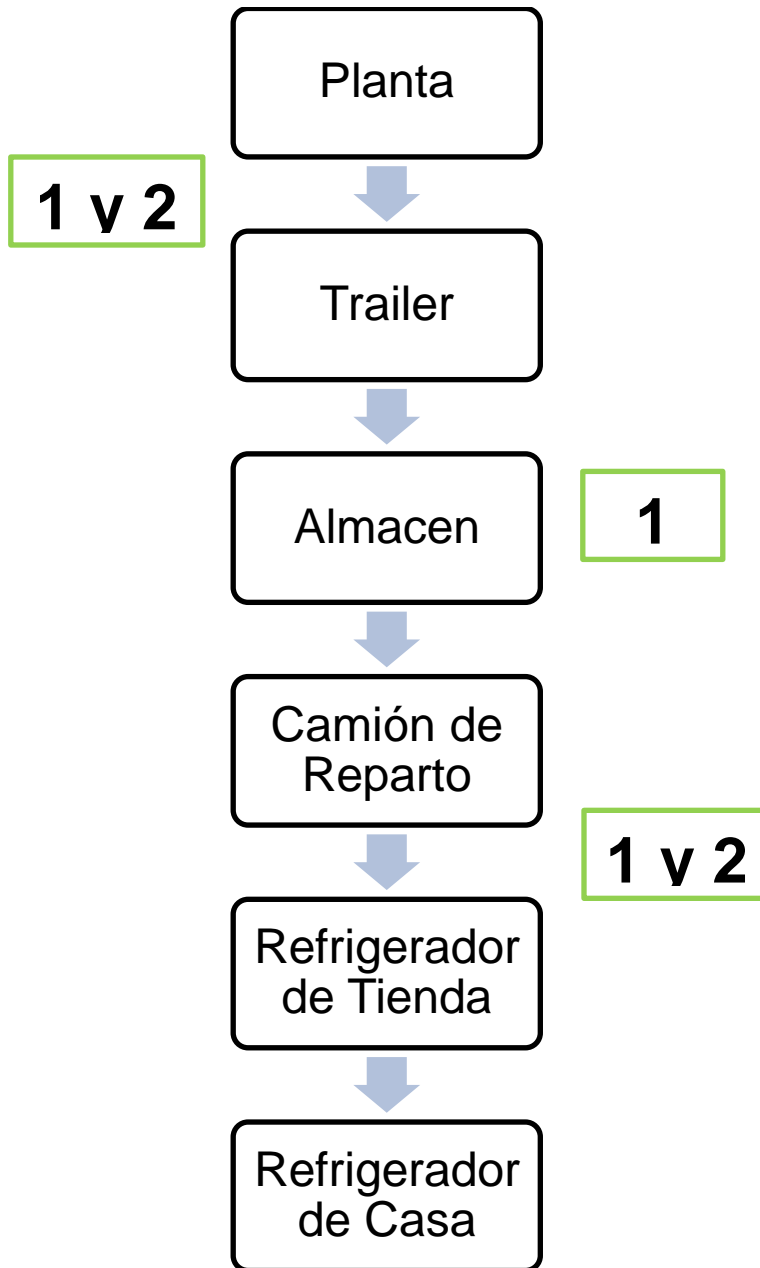 Planta
1 y 2
Trailer
Almacen
1
Camión de
Reparto
1 y 2
Refrigerador
de Tienda
Refrigerador
de Casa